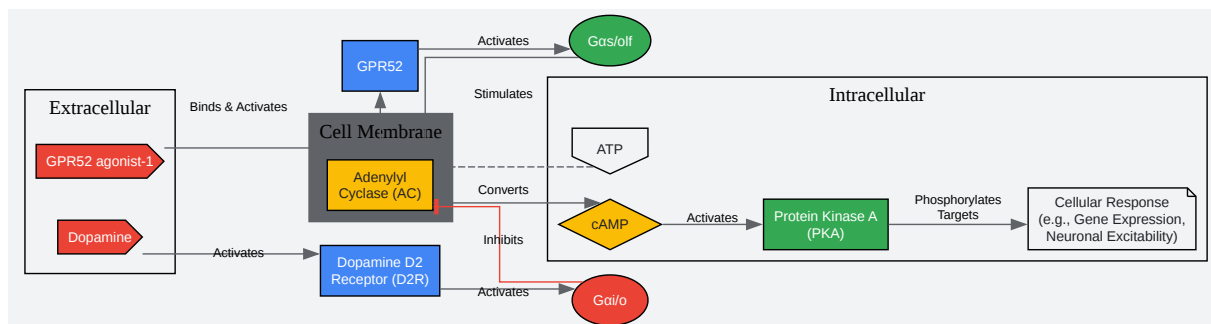 Extracellular
GPR52 agonist-1
Dopamine
Binds & Activates
Activates
GPR52
Cell Membrane
Adenylyl
Cyclase (AC)
Dopamine D2
Receptor (D2R)
Activates
Gαs/olf
Stimulates
Converts
Inhibits
Activates
Gαi/o
Intracellular
ATP
cAMP
Activates
Protein Kinase A
(PKA)
Phosphorylates
Targets
Cellular Response
(e.g., Gene Expression,
Neuronal Excitability)